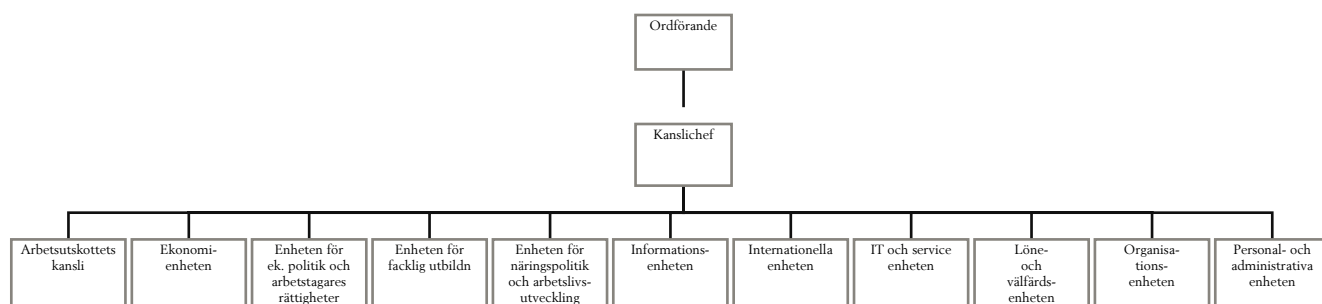 Ordförande
Kanslichef
Arbetsutskottets
kansli
Ekonomi-
enheten
Enheten för
ek. politik och
arbetstagares
rättigheter
Enheten för
facklig utbildn
Enheten för
näringspolitik
och arbetslivs-
utveckling
Informations-
enheten
Internationella
enheten
IT och service
enheten
Löne-
och
välfärds-
enheten
Organisa-
tions-
enheten
Personal- och
administrativa
enheten